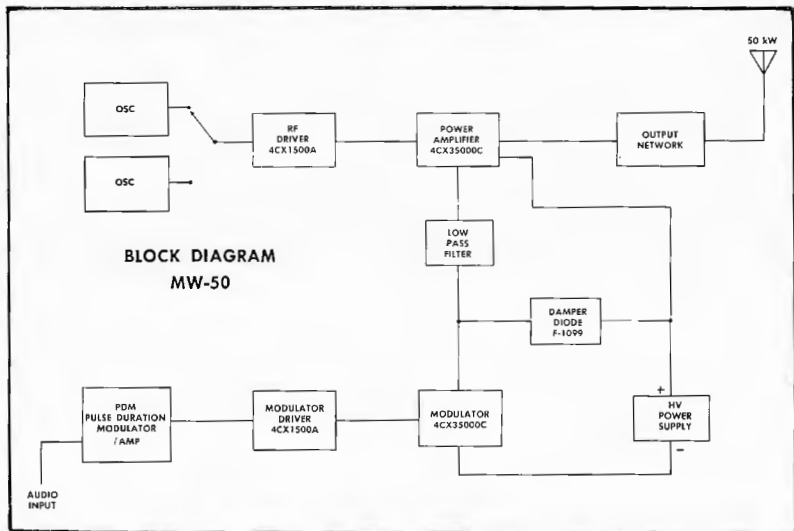 50 kW
OSC
RF
DRIVER
4CX1500A
POWER
AMPLIFIER
4CX35000C
OUTPUT
NETWORK
OSC
LOW
PASS
FILTER
BLOCK DIAGRAM
MW-50
DAMPER
DIODE
F-1099
PDM
PULSE DURATION
MODULATOR
/AMP
MODULATOR
DRIVER
4CX1500A
MODULATOR
4CX35000C
+
HV
POWER
SUPPLY
-
AUDIO
INPUT